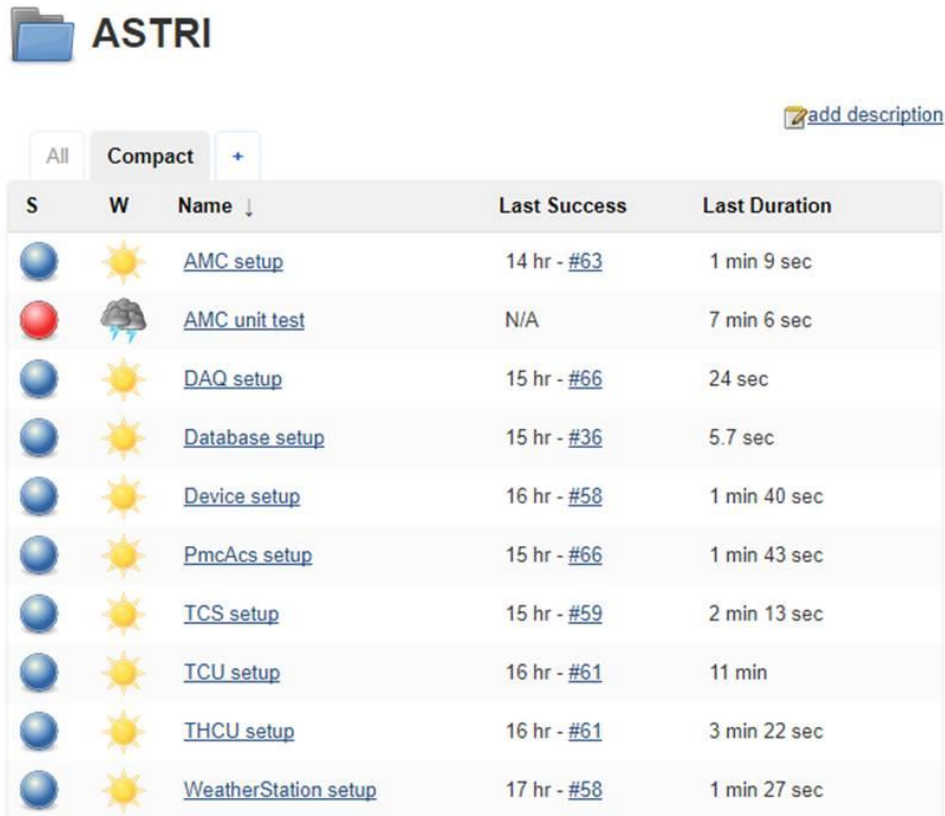 ASTRI
add description
All Compact +
S W Name ↓ Last Success Last Duration
AMC setup 14 hr - #63 1 min 9 sec
AMC unit test N/A 7 min 6 sec
DAQ setup 15 hr - #66 24 sec
Database setup 15 hr - #36 5.7 sec
Device setup 16 hr - #58 1 min 40 sec
PmcAcs setup 15 hr - #66 1 min 43 sec
TCS setup 15 hr - #59 2 min 13 sec
TCU setup 16 hr - #61 11 min
THCU setup 16 hr - #61 3 min 22 sec
WeatherStation setup 17 hr - #58 1 min 27 sec